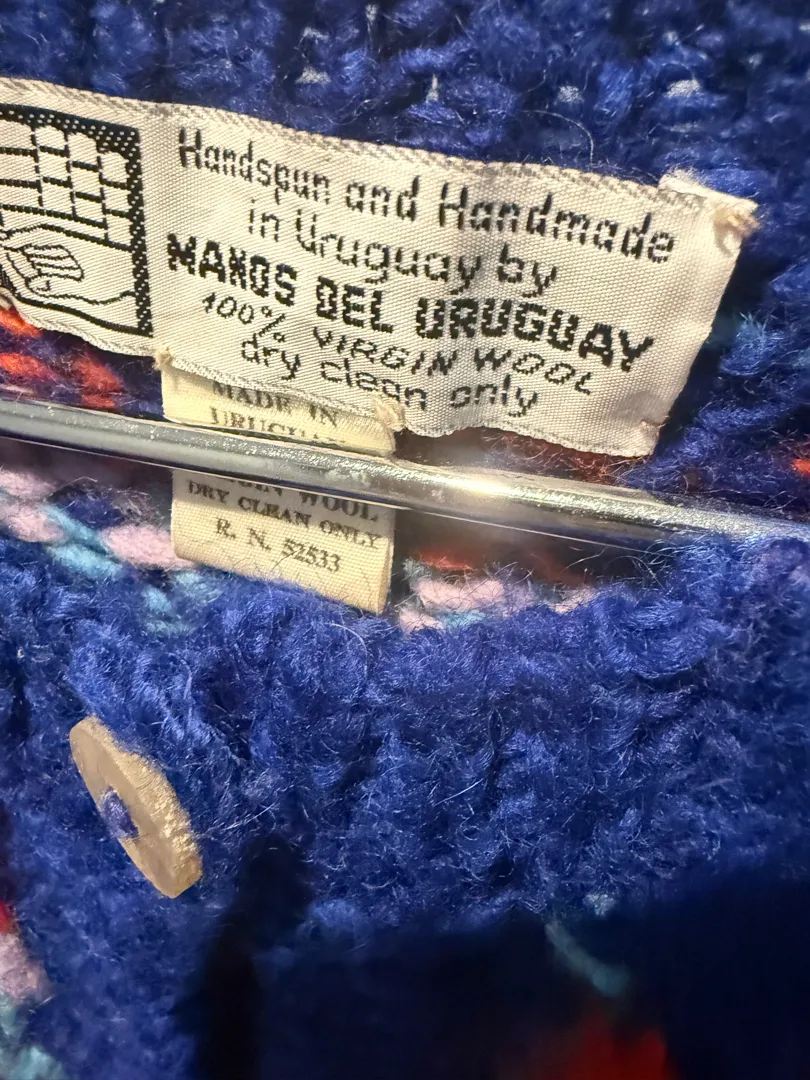 Handspun and Handmade
in Uruguay by
MANOS DEL URUGUAY
100% VIRGIN WOOL
dry clean only
MADE IN
URUGUAY
WOOL
DRY CLEAN ONLY
R. N. 52533